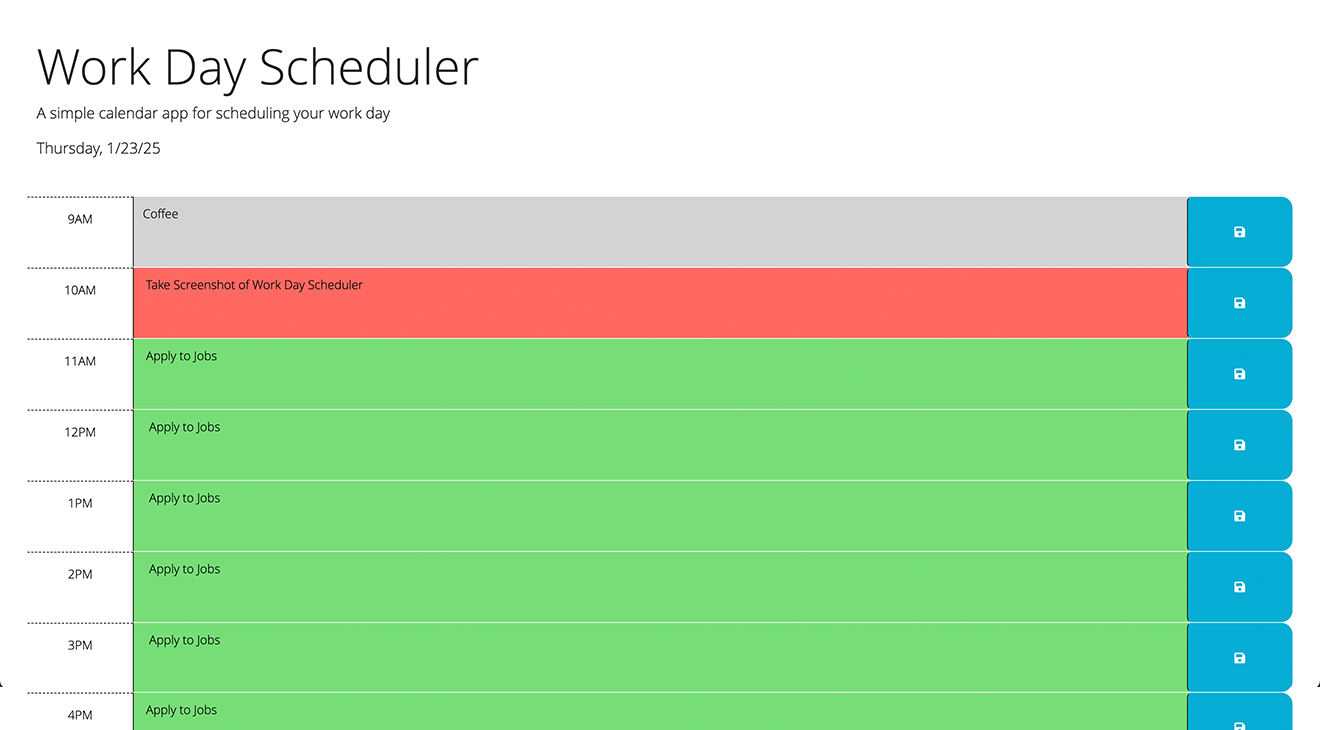 Work Day Scheduler
A simple calendar app for scheduling your work day
Thursday, 1/23/25
9AM Coffee
10AM Take Screenshot of Work Day Scheduler
11AM Apply to Jobs
12PM Apply to Jobs
1PM Apply to Jobs
2PM Apply to Jobs
3PM Apply to Jobs
4PM Apply to Jobs